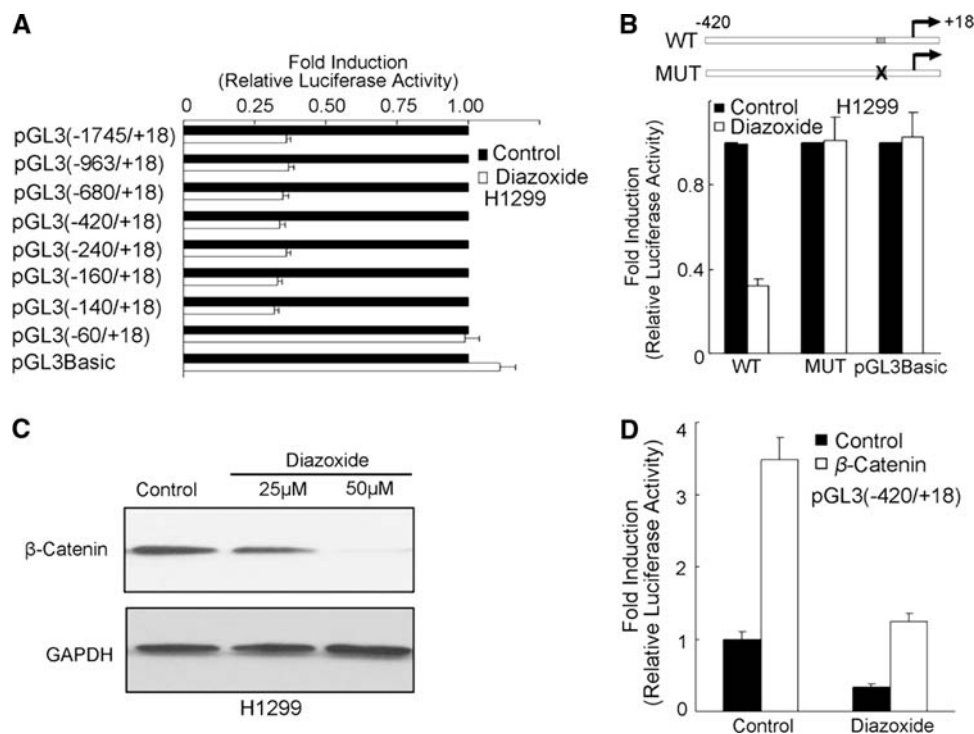 A
Fold Induction
(Relative Luciferase Activity)
0 0.25 0.50 0.75 1.00
pGL3(-1745/+18)
pGL3(-963/+18)
pGL3(-680/+18)
pGL3(-420/+18)
pGL3(-240/+18)
pGL3(-160/+18)
pGL3(-140/+18)
pGL3(-60/+18)
pGL3Basic
Control
Diazoxide
H1299
B
-420 +18
WT
MUT
X
Control H1299
Diazoxide
Fold Induction
(Relative Luciferase Activity)
0.8
0.4
0
WT MUT pGL3Basic
C
Diazoxide
Control 25μM 50μM
β-Catenin
GAPDH
H1299
D
Control
β-Catenin
pGL3(-420/+18)
Fold Induction
(Relative Luciferase Activity)
4
3
2
1
0
Control Diazoxide